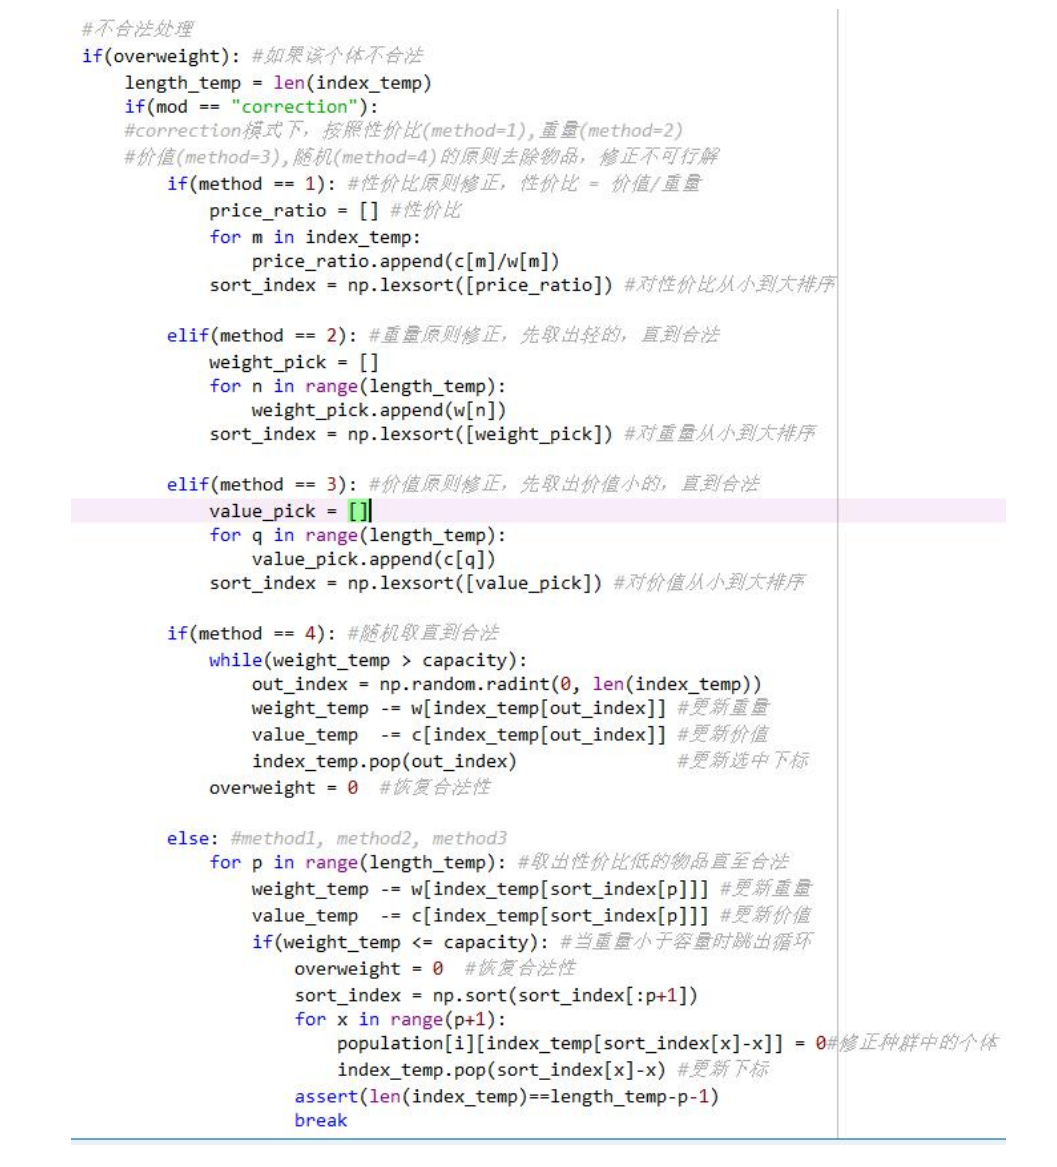 #不合法处理
if(overweight): #如果该个体不合法
    length_temp = len(index_temp)
    if(mod == "correction"):
    #correction模式下，按照性价比(method=1),重量(method=2)
    #价值(method=3),随机(method=4)的原则去除物品，修正不可行解
        if(method == 1): #性价比原则修正，性价比 = 价值/重量
            price_ratio = [] #性价比
            for m in index_temp:
                price_ratio.append(c[m]/w[m])
            sort_index = np.lexsort([price_ratio]) #对性价比从小到大排序
        elif(method == 2): #重量原则修正，先取出轻的，直到合法
            weight_pick = []
            for n in range(length_temp):
                weight_pick.append(w[n])
            sort_index = np.lexsort([weight_pick]) #对重量从小到大排序
        elif(method == 3): #价值原则修正，先取出价值小的，直到合法
            value_pick = []
            for q in range(length_temp):
                value_pick.append(c[q])
            sort_index = np.lexsort([value_pick]) #对价值从小到大排序
        if(method == 4): #随机取直到合法
            while(weight_temp > capacity):
                out_index = np.random.radint(0, len(index_temp))
                weight_temp -= w[index_temp[out_index]] #更新重量
                value_temp  -= c[index_temp[out_index]] #更新价值
                index_temp.pop(out_index)               #更新选中下标
            overweight = 0  #恢复合法性
        else: #method1, method2, method3
            for p in range(length_temp): #取出性价比低的物品直至合法
                weight_temp -= w[index_temp[sort_index[p]]] #更新重量
                value_temp  -= c[index_temp[sort_index[p]]] #更新价值
                if(weight_temp <= capacity): #当重量小于容量时跳出循环
                    overweight = 0  #恢复合法性
                    sort_index = np.sort(sort_index[:p+1])
                    for x in range(p+1):
                        population[i][index_temp[sort_index[x]-x]] = 0#修正种群中的个体
                        index_temp.pop(sort_index[x]-x) #更新下标
                    assert(len(index_temp)==length_temp-p-1)
                    break